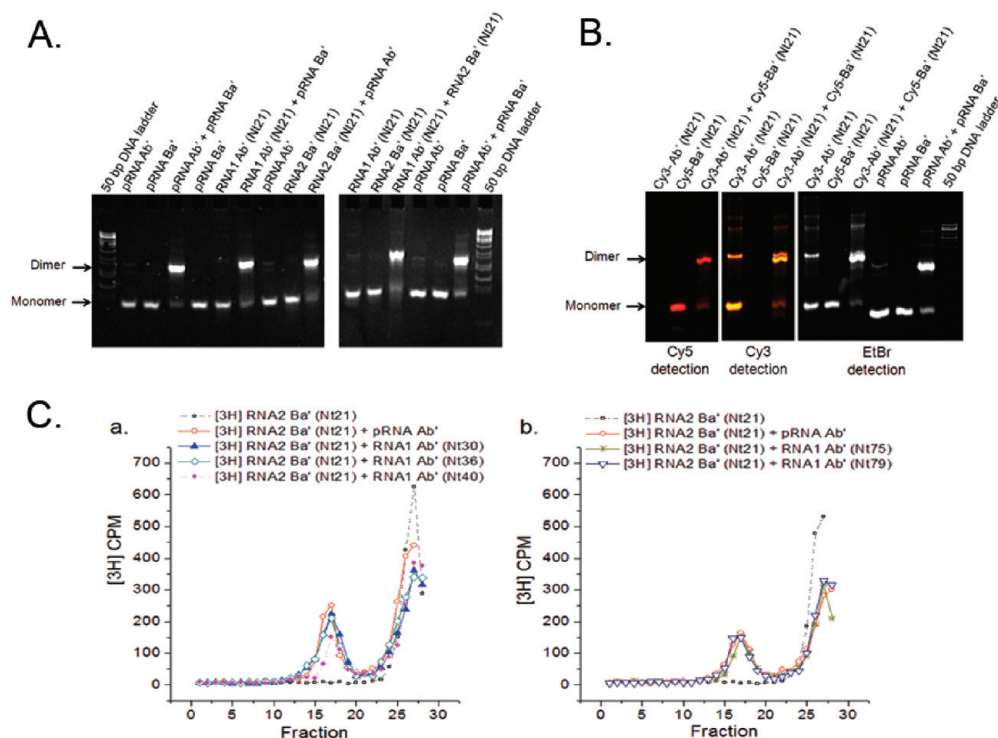 A.
50 bp DNA ladder
pRNA Ab'
pRNA Ba'
pRNA Ab' + pRNA Ba'
pRNA Ba'
RNA1 Ab' (Nt21)
RNA1 Ab' (Nt21) + pRNA Ba'
pRNA Ab'
RNA2 Ba' (Nt21)
RNA2 Ba' (Nt21) + pRNA Ab'
RNA1 Ab' (Nt21)
RNA2 Ba' (Nt21)
RNA1 Ab' (Nt21) + RNA2 Ba' (Nt21)
pRNA Ab'
pRNA Ba'
pRNA Ab' + pRNA Ba'
50 bp DNA ladder
Dimer
Monomer
B.
Cy3-Ab' (Nt21)
Cy5-Ba' (Nt21)
Cy3-Ab' (Nt21) + Cy5-Ba' (Nt21)
Cy3-Ab' (Nt21)
Cy5-Ba' (Nt21)
Cy3-Ab' (Nt21) + Cy5-Ba' (Nt21)
Cy3-Ab' (Nt21)
Cy5-Ba' (Nt21)
Cy3-Ab' (Nt21) + Cy5-Ba' (Nt21)
pRNA Ab'
pRNA Ba'
pRNA Ab' + pRNA Ba'
50 bp DNA ladder
Dimer
Monomer
Cy5 detection
Cy3 detection
EtBr detection
C.
a.
[3H] RNA2 Ba' (Nt21)
[3H] RNA2 Ba' (Nt21) + pRNA Ab'
[3H] RNA2 Ba' (Nt21) + RNA1 Ab' (Nt30)
[3H] RNA2 Ba' (Nt21) + RNA1 Ab' (Nt36)
[3H] RNA2 Ba' (Nt21) + RNA1 Ab' (Nt40)
[3H] CPM
700
600
500
400
300
200
100
0
0 5 10 15 20 25 30
Fraction
b.
[3H] RNA2 Ba' (Nt21)
[3H] RNA2 Ba' (Nt21) + pRNA Ab'
[3H] RNA2 Ba' (Nt21) + RNA1 Ab' (Nt75)
[3H] RNA2 Ba' (Nt21) + RNA1 Ab' (Nt79)
[3H] CPM
700
600
500
400
300
200
100
0
0 5 10 15 20 25 30
Fraction